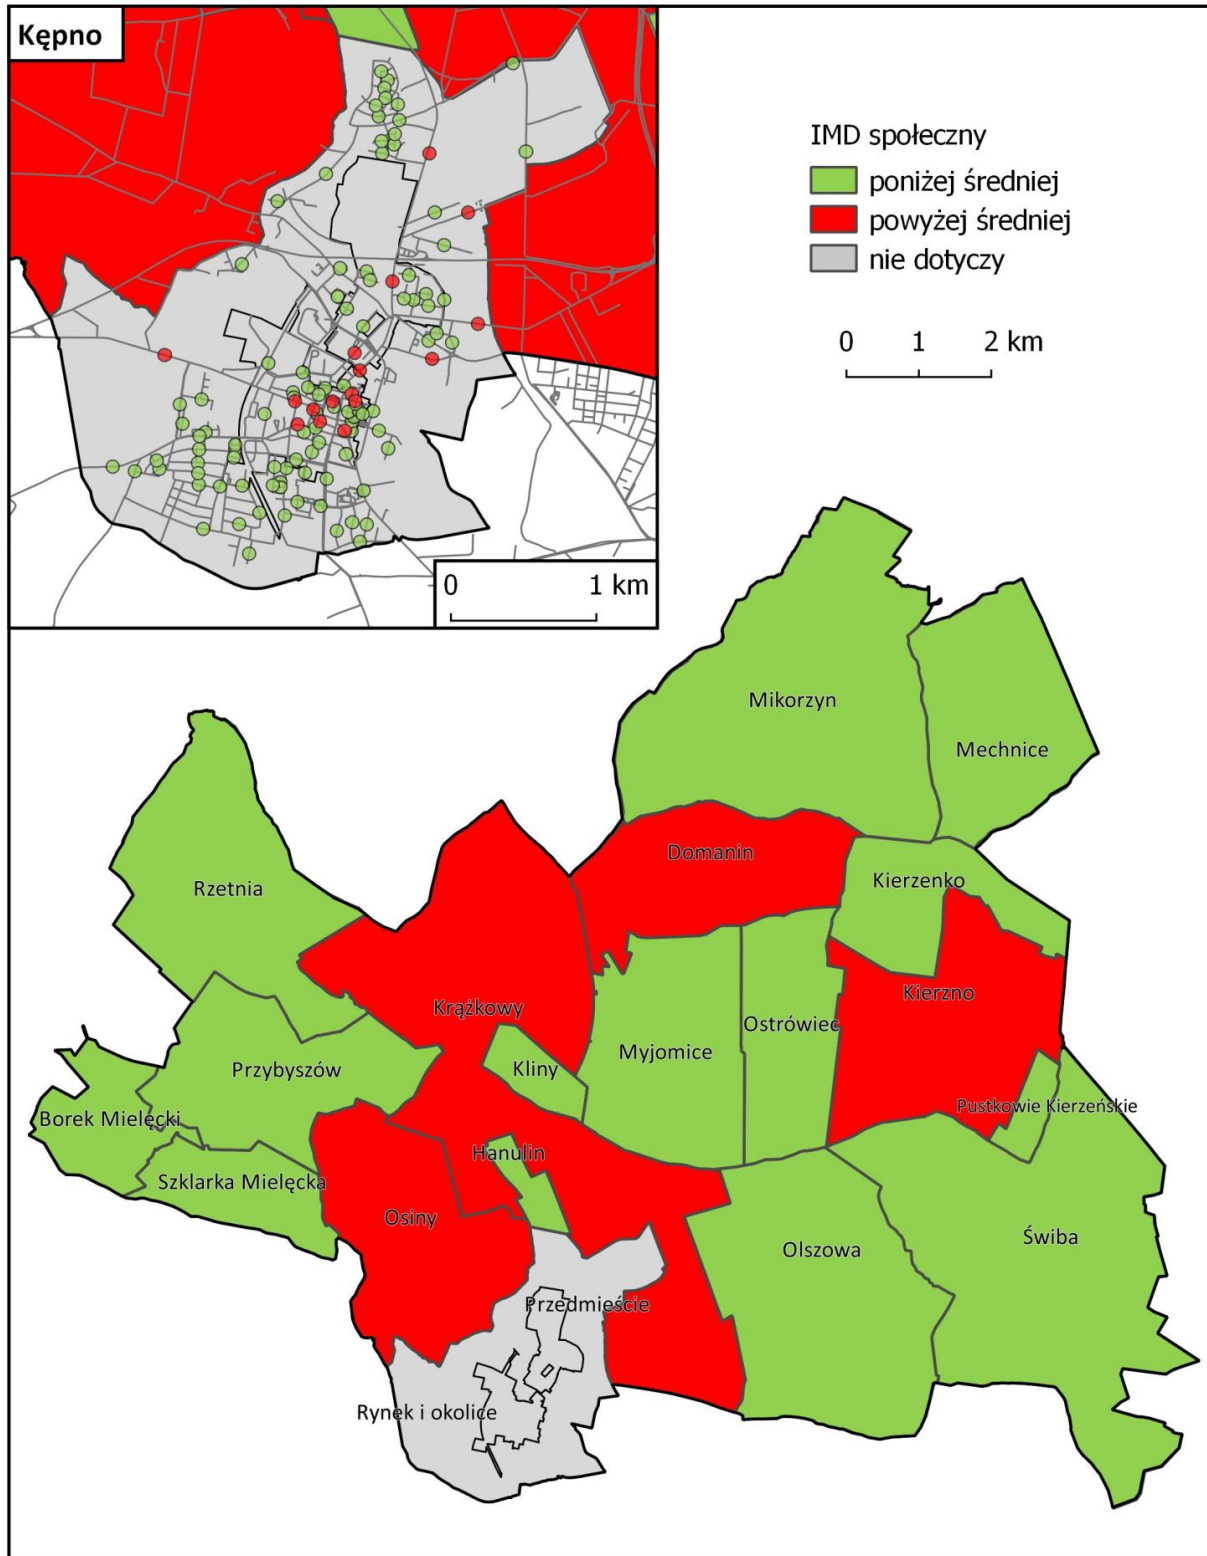 Kępno
IMD społeczny
poniżej średniej
powyżej średniej
nie dotyczy
0 1 2 km
0 1 km
Mikorzyn
Mechnice
Domanin
Kierzenko
Rzetnia
Krążkowy
Kierzno
Ostrówiec
Myjomice
Kliny
Przybyszów
Borek Mielęcki
Pustkowie Kierzeńskie
Hanulin
Szklarka Mielęcka
Osiny
Świba
Olszowa
Przedmieście
Rynek i okolice